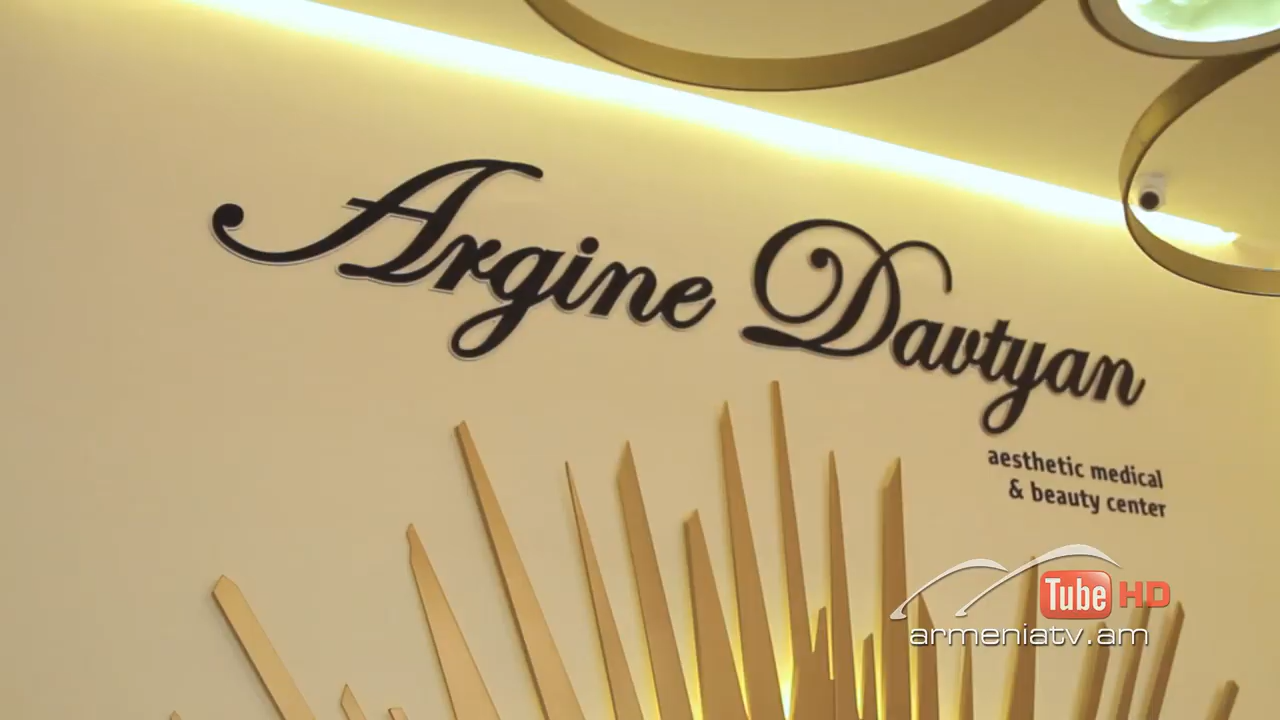 Argine Davtyan
aesthetic medical
& beauty center
Tube HD
armeniatv.am